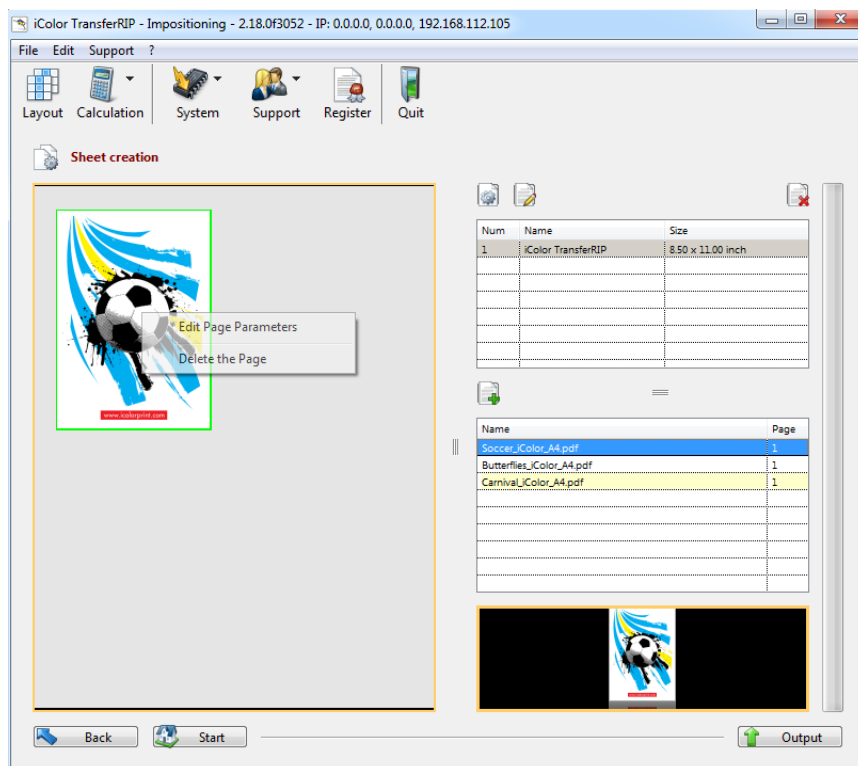 iColor TransferRIP - Impositioning - 2.18.0f3052 - IP: 0.0.0.0, 0.0.0.0, 192.168.112.105
File Edit Support ?
Layout Calculation System Support Register Quit
Sheet creation
Num Name Size
1 iColor TransferRIP 8.50 x 11.00 inch
Edit Page Parameters
Delete the Page
www.icolorprint.com
Name Page
Soccer_iColor_A4.pdf 1
Butterflies_iColor_A4.pdf 1
Carnival_iColor_A4.pdf 1
Back Start Output